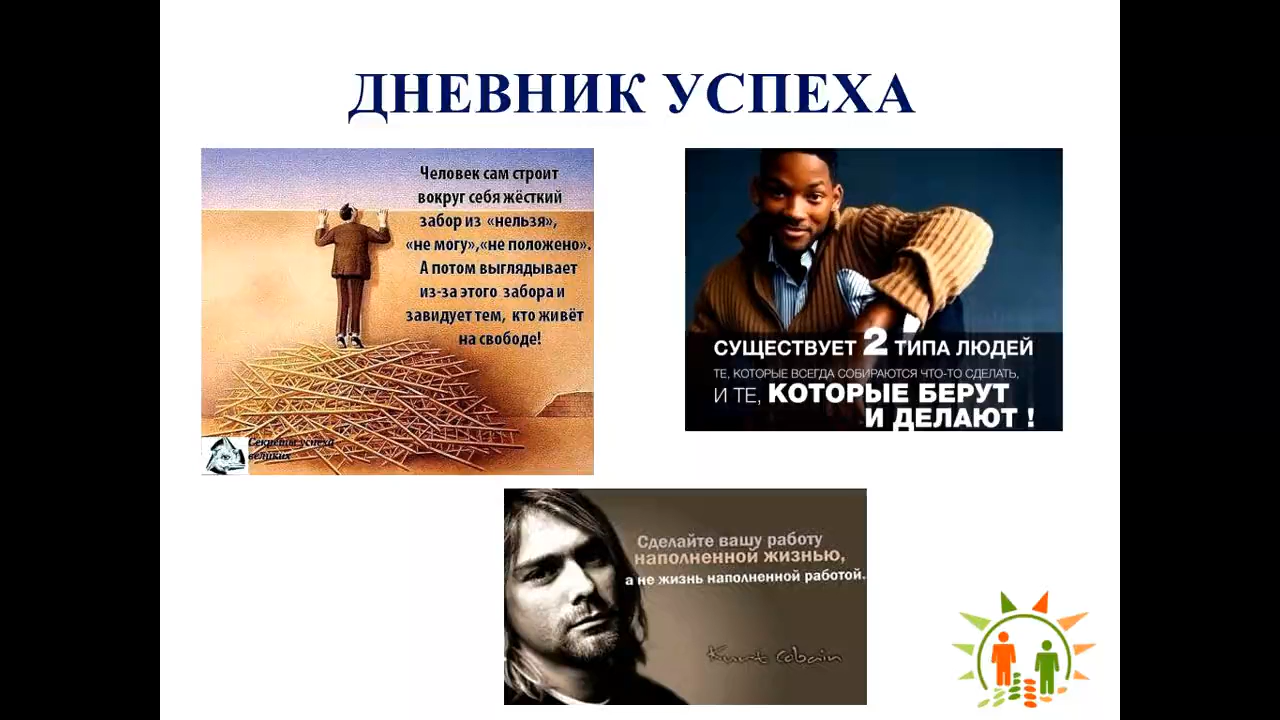 ДНЕВНИК УСПЕХА
Человек сам строит
вокруг себя жёсткий
забор из «нельзя»,
«не могу»,«не положено».
А потом выглядывает
из-за этого забора и
завидует тем, кто живёт
на свободе!
Секреты успеха
великих
СУЩЕСТВУЕТ 2 ТИПА ЛЮДЕЙ
ТЕ, КОТОРЫЕ ВСЕГДА СОБИРАЮТСЯ ЧТО-ТО СДЕЛАТЬ,
И ТЕ, КОТОРЫЕ БЕРУТ
И ДЕЛАЮТ !
Сделайте вашу работу
наполненной жизнью,
а не жизнь наполненной работой.
Kurt Cobain